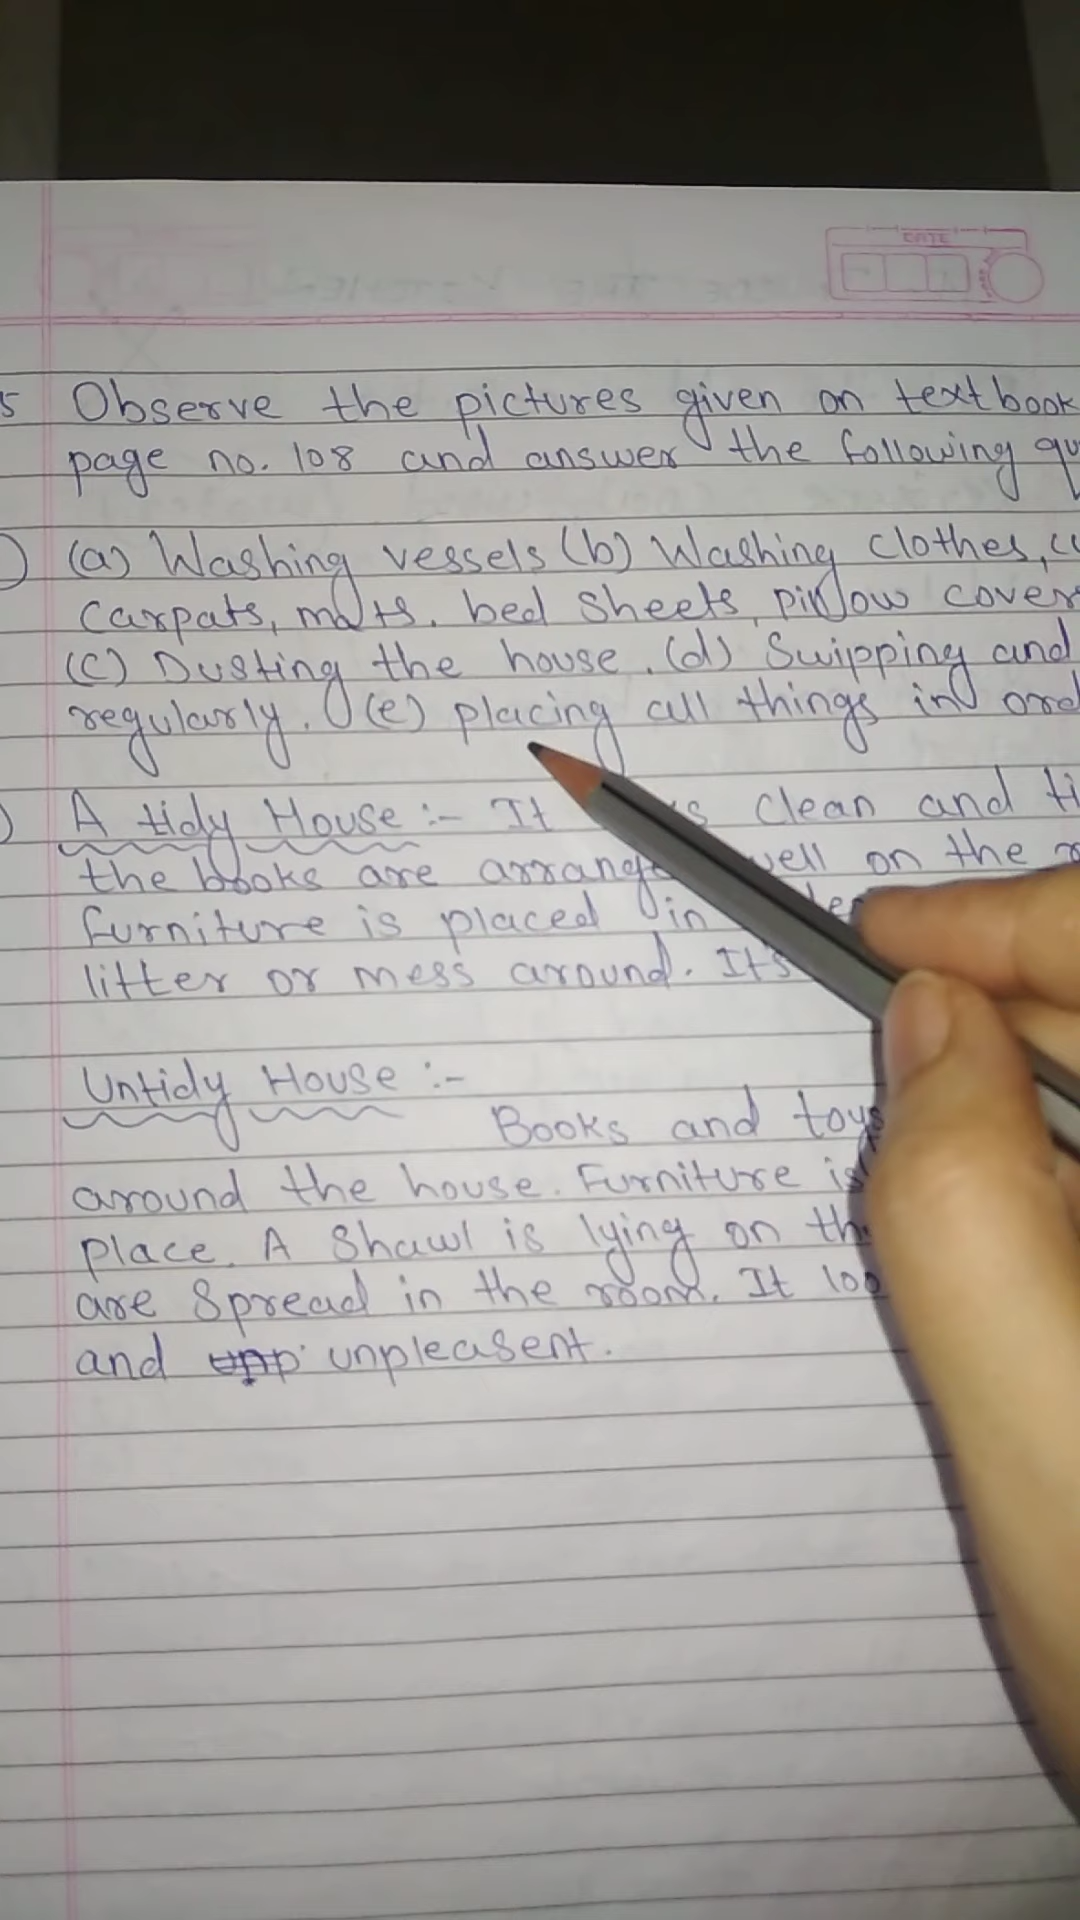 DATE
5 Observe the pictures given on textbook
page no. 108 and answer the following
(a) Washing vessels (b) Washing clothes,
carpats, mats. bed sheets, pillow cover
(c) Dusting the house. (d) Swipping and
regularly. (e) placing all things in
A tidy House :- It clean and
the books are well on the
furniture is placed in
litter or mess around. It's
Untidy House :-
Books and toys
around the house. Furniture is
place. A Shawl is lying on
are Spread in the room. It
and unpleasent.